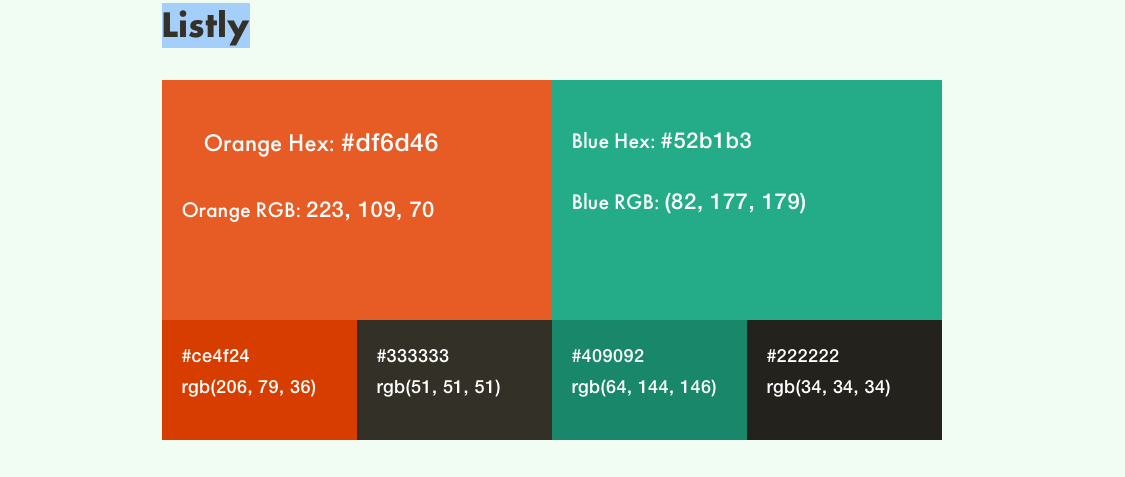 Listly
Orange Hex: #df6d46
Orange RGB: 223, 109, 70
Blue Hex: #52b1b3
Blue RGB: (82, 177, 179)
#ce4f24
rgb(206, 79, 36)
#333333
rgb(51, 51, 51)
#409092
rgb(64, 144, 146)
#222222
rgb(34, 34, 34)